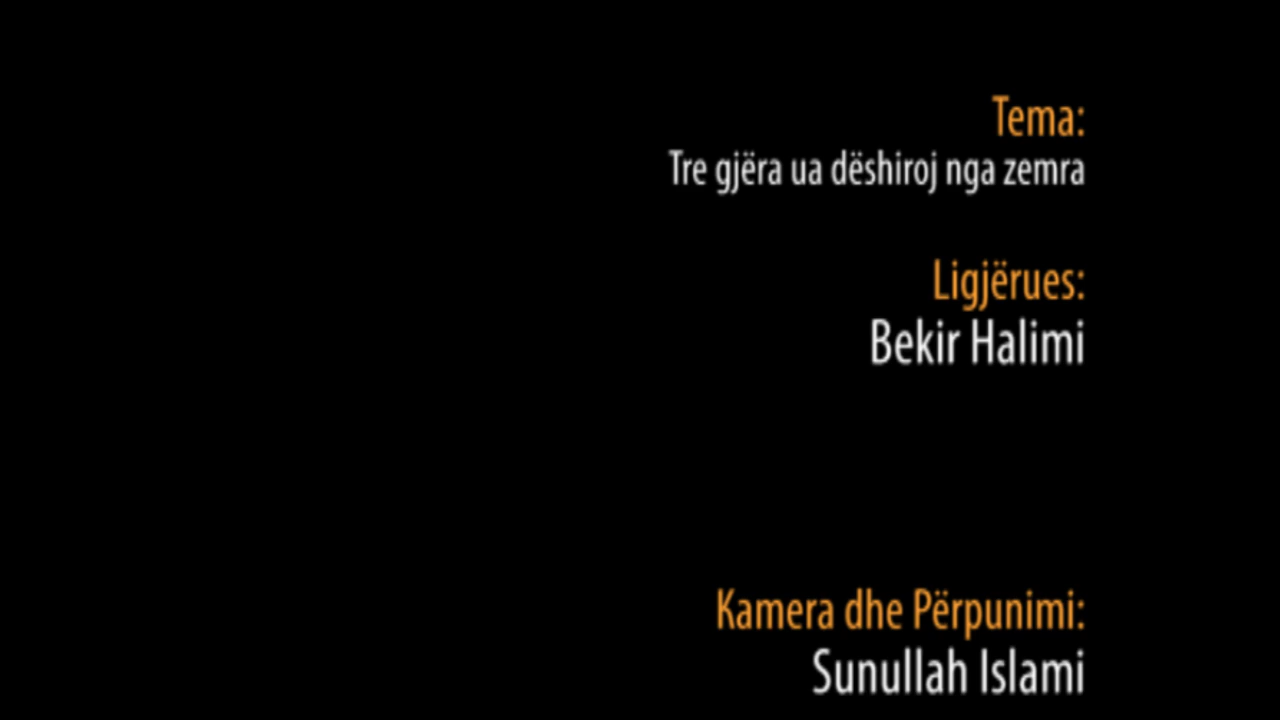 Tema:
Tre gjëra ua dëshiroj nga zemra
Ligjërues:
Bekir Halimi
Kamera dhe Përpunimi:
Sunullah Islami